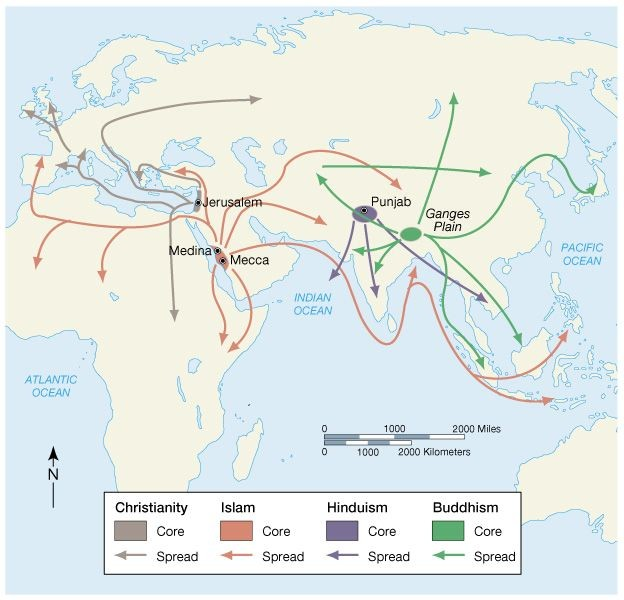 Jerusalem
Punjab
Ganges
Plain
Medina
Mecca
PACIFIC
OCEAN
INDIAN
OCEAN
ATLANTIC
OCEAN
0 1000 2000 Miles
0 1000 2000 Kilometers
N
Christianity Islam Hinduism Buddhism
Core Core Core Core
Spread Spread Spread Spread